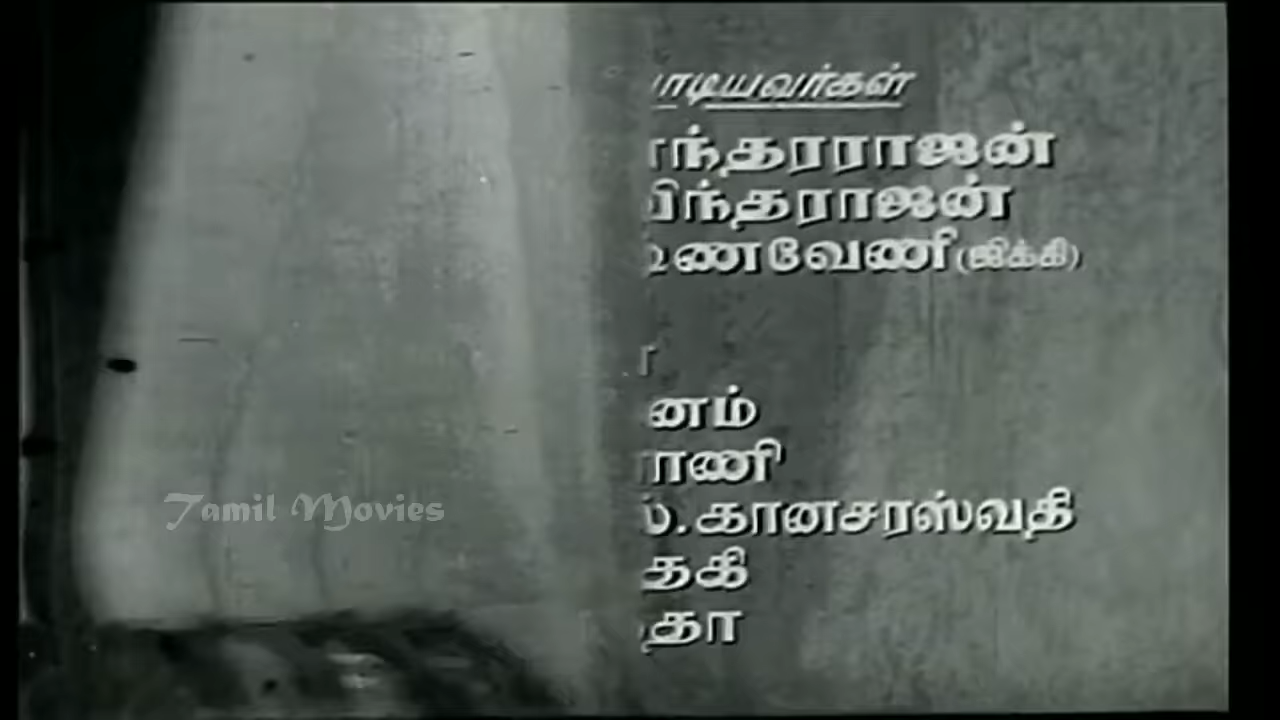 ாடியவர்கள்
ந்தரராஜன்
விந்தராஜன்
ணவேணி (ஜிக்கி)
னம்
ராணி
ஸ்.கானசரஸ்வதி
தகி
தா
Tamil Movies